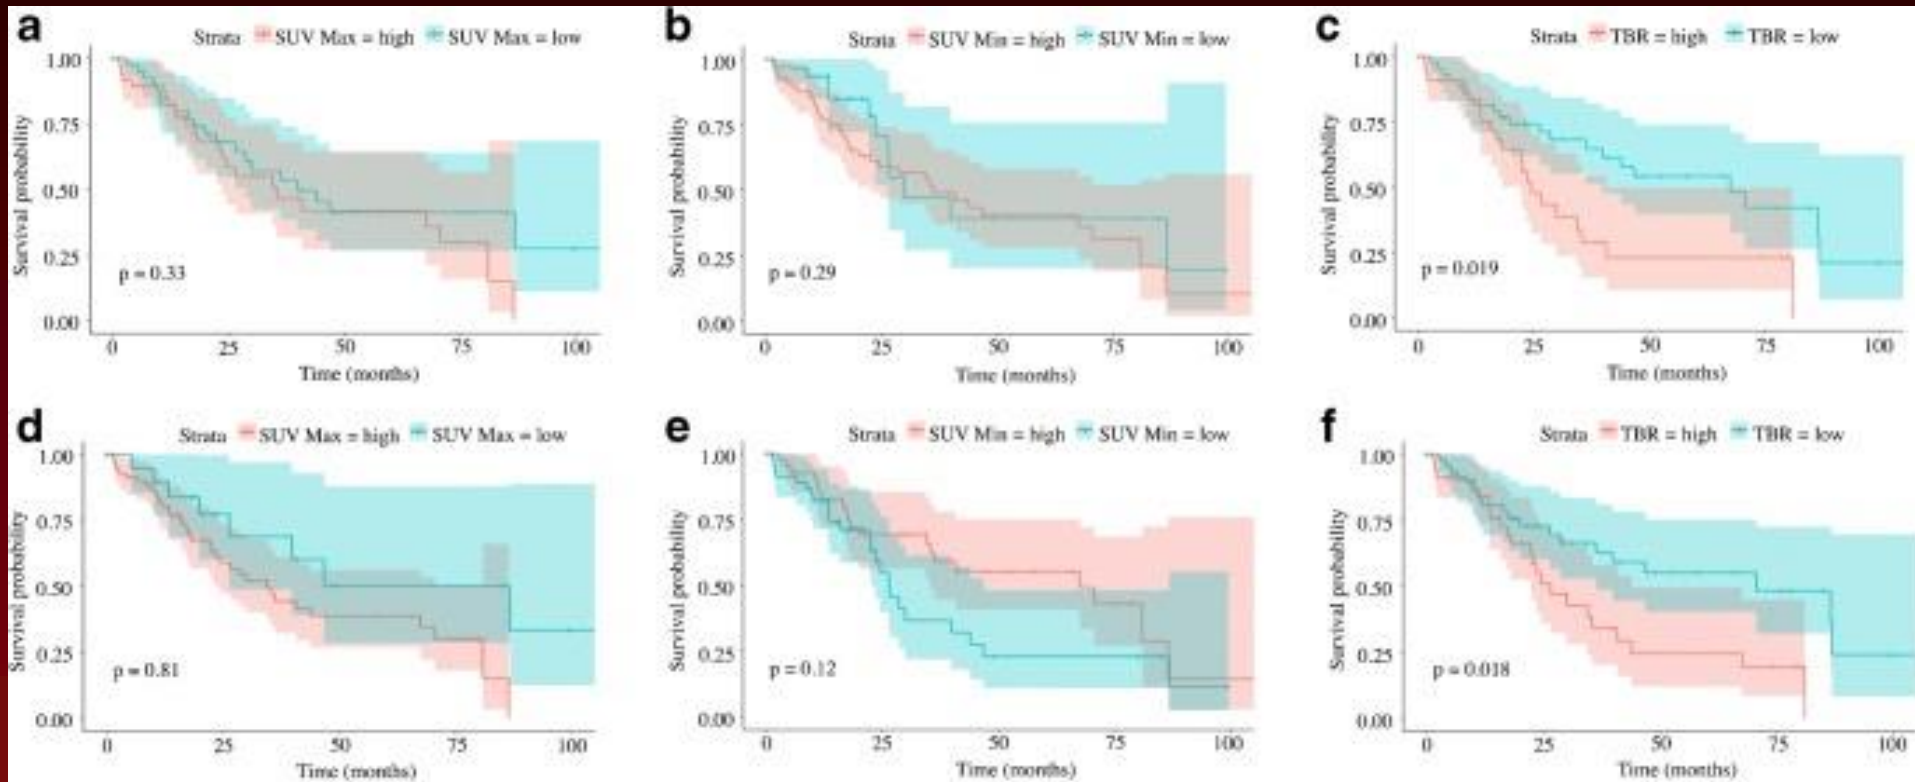 a
Strata SUV Max = high SUV Max = low
Survival probability
1.00
0.75
0.50
0.25
0.00
p = 0.33
0 25 50 75 100
Time (months)
b
Strata SUV Min = high SUV Min = low
Survival probability
1.00
0.75
0.50
0.25
0.00
p = 0.29
0 25 50 75 100
Time (months)
c
Strata TBR = high TBR = low
Survival probability
1.00
0.75
0.50
0.25
0.00
p = 0.019
0 25 50 75 100
Time (months)
d
Strata SUV Max = high SUV Max = low
Survival probability
1.00
0.75
0.50
0.25
0.00
p = 0.81
0 25 50 75 100
Time (months)
e
Strata SUV Min = high SUV Min = low
Survival probability
1.00
0.75
0.50
0.25
0.00
p = 0.12
0 25 50 75 100
Time (months)
f
Strata TBR = high TBR = low
Survival probability
1.00
0.75
0.50
0.25
0.00
p = 0.018
0 25 50 75 100
Time (months)